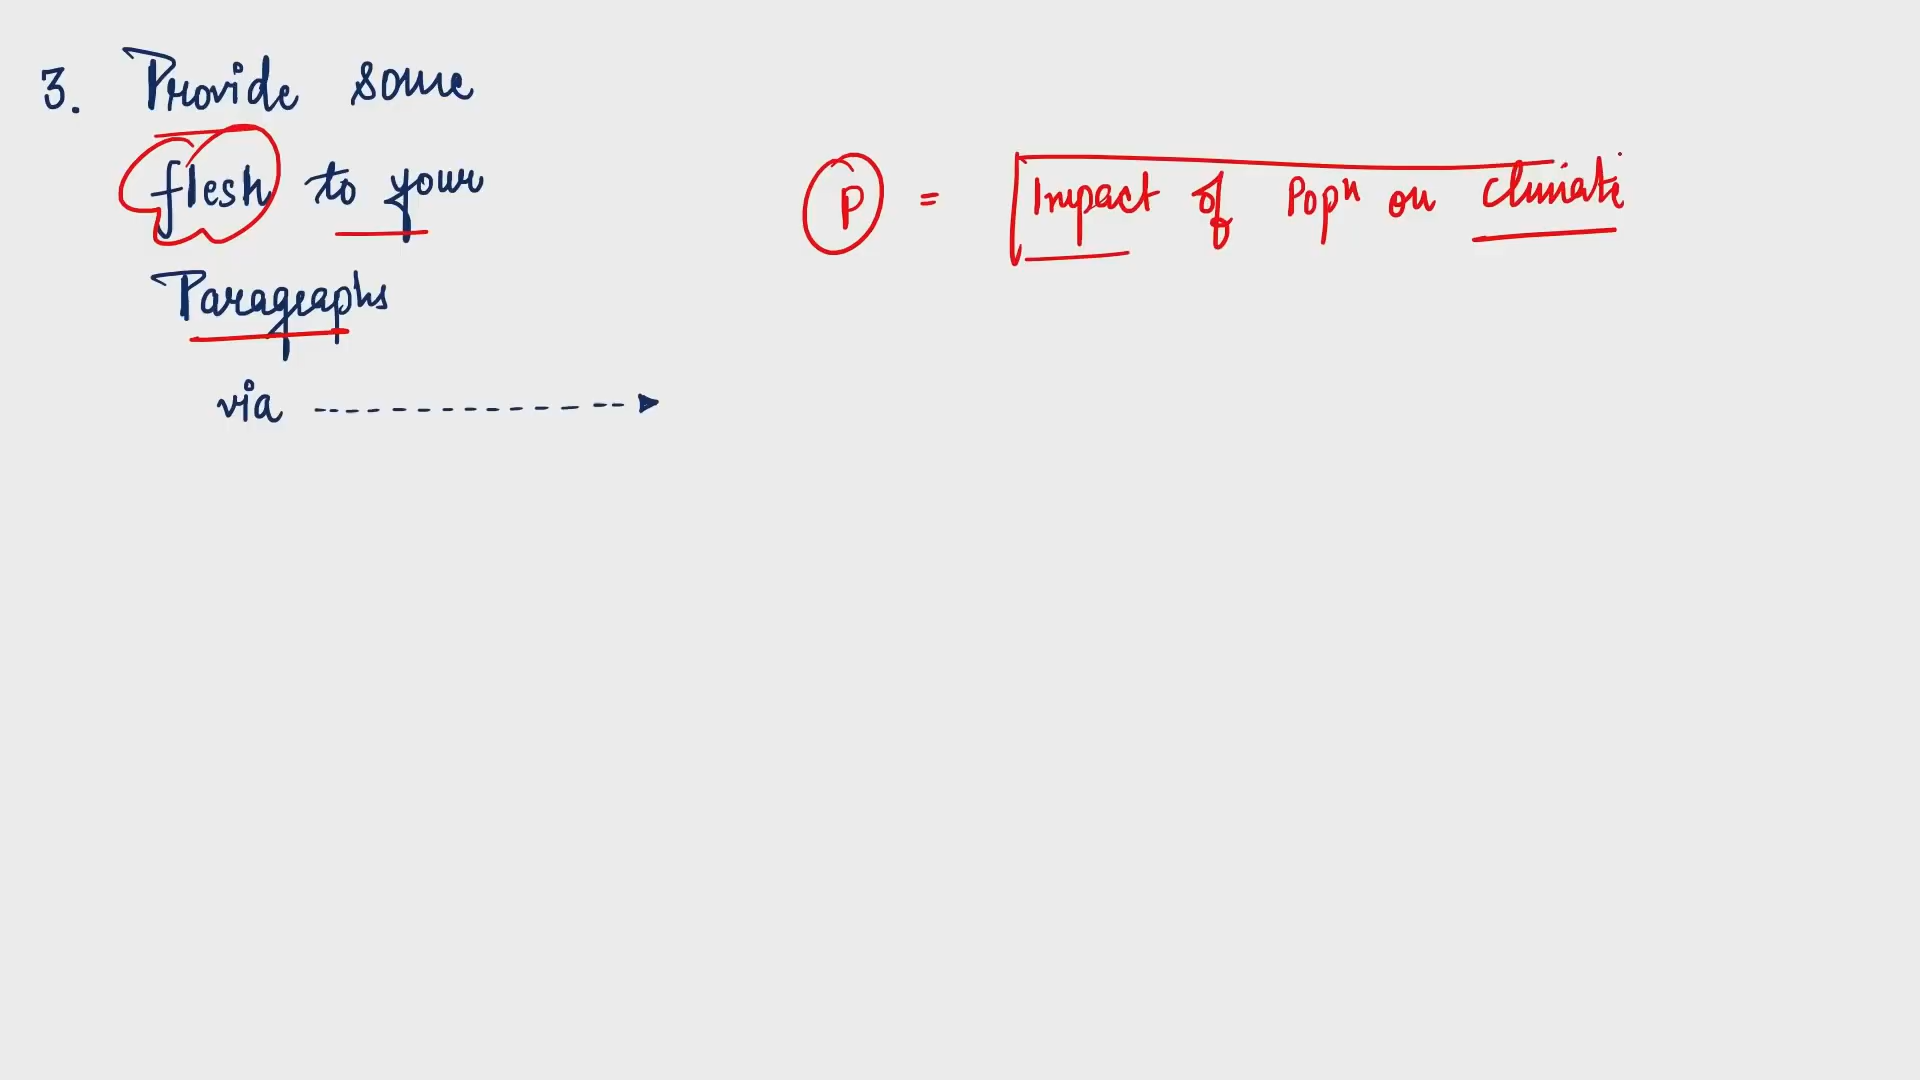 3. Provide some
flesh to your
Paragraphs
via
P = Impact of Popⁿ on Climate